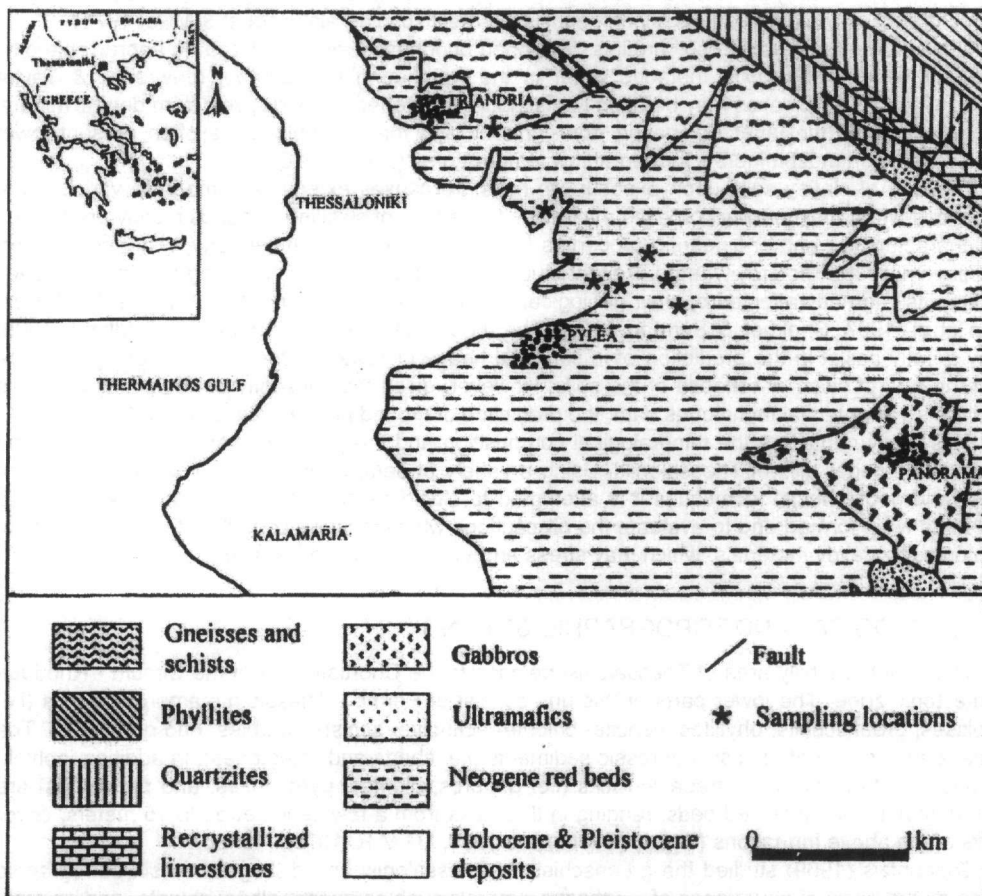 BULGARIA
Thessaloniki
GREECE
N
TRIANDRIA
THESSALONIKI
PYLEA
THERMAIKOS GULF
PANORAMA
KALAMARIA
Gneisses and
schists
Gabbros
Fault
Phyllites
Ultramafics
Sampling locations
Quartzites
Neogene red beds
Recrystallized
limestones
Holocene & Pleistocene
deposits
0 1km